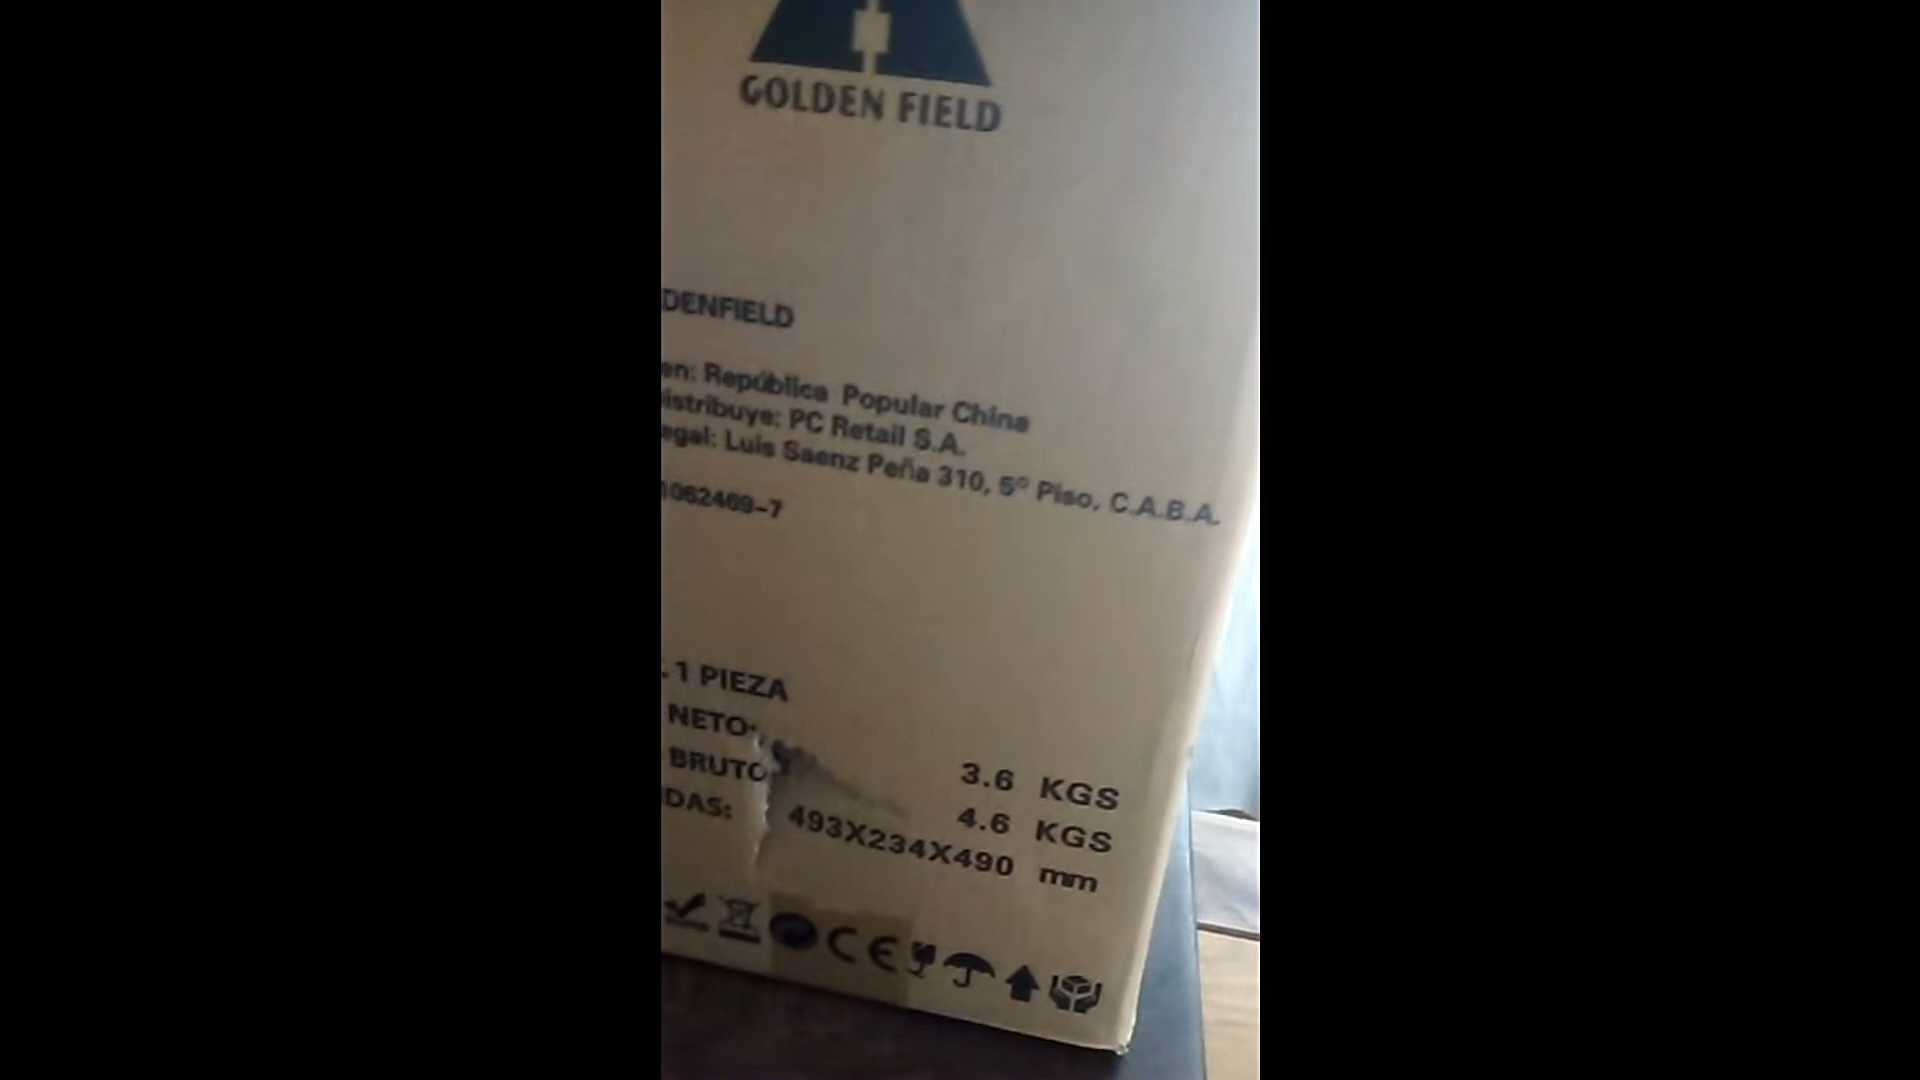 GOLDEN FIELD
DENFIELD
en: República Popular China
istribuye: PC Retail S.A.
egal: Luis Saenz Peña 310, 5º Piso, C.A.B.A.
1062469-7
. 1 PIEZA
NETO: 3.6 KGS
BRUTO 4.6 KGS
DAS: 493X234X490 mm
CE